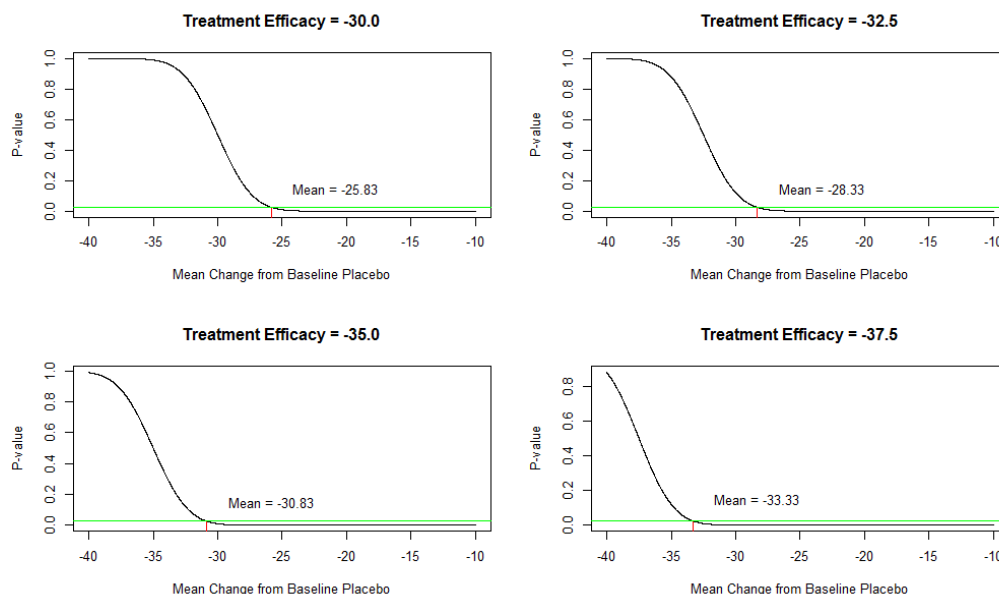 Treatment Efficacy = -30.0
P-value
1.0
0.8
0.6
0.4
0.2
0.0
Mean = -25.83
-40 -35 -30 -25 -20 -15 -10
Mean Change from Baseline Placebo
Treatment Efficacy = -32.5
P-value
1.0
0.8
0.6
0.4
0.2
0.0
Mean = -28.33
-40 -35 -30 -25 -20 -15 -10
Mean Change from Baseline Placebo
Treatment Efficacy = -35.0
P-value
1.0
0.8
0.6
0.4
0.2
0.0
Mean = -30.83
-40 -35 -30 -25 -20 -15 -10
Mean Change from Baseline Placebo
Treatment Efficacy = -37.5
P-value
0.8
0.6
0.4
0.2
0.0
Mean = -33.33
-40 -35 -30 -25 -20 -15 -10
Mean Change from Baseline Placebo